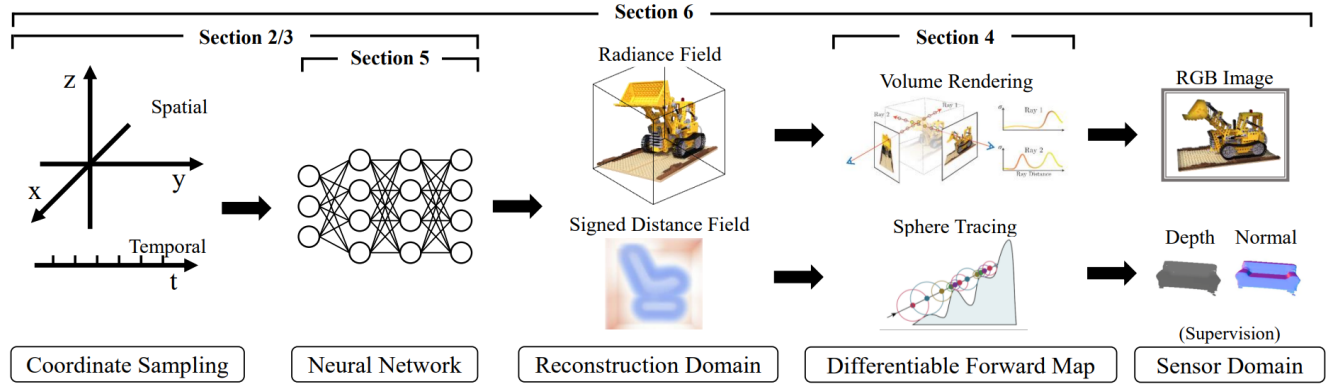 Section 6
Section 2/3
Section 5
Section 4
z
Spatial
x
y
Temporal
t
Radiance Field
Signed Distance Field
Volume Rendering
Ray 1
Ray 1
Ray 2
Ray Distance
Sphere Tracing
RGB Image
Depth
Normal
(Supervision)
Coordinate Sampling
Neural Network
Reconstruction Domain
Differentiable Forward Map
Sensor Domain